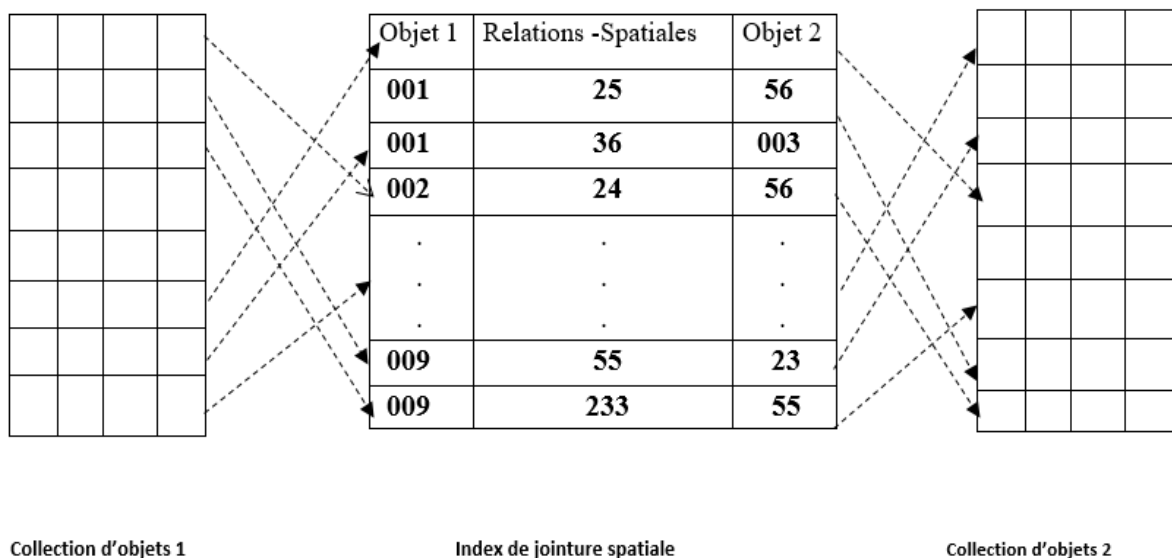 Objet 1 Relations -Spatiales Objet 2
001 25 56
001 36 003
002 24 56
. . .
. . .
. . .
009 55 23
009 233 55
Collection d'objets 1 Index de jointure spatiale Collection d'objets 2